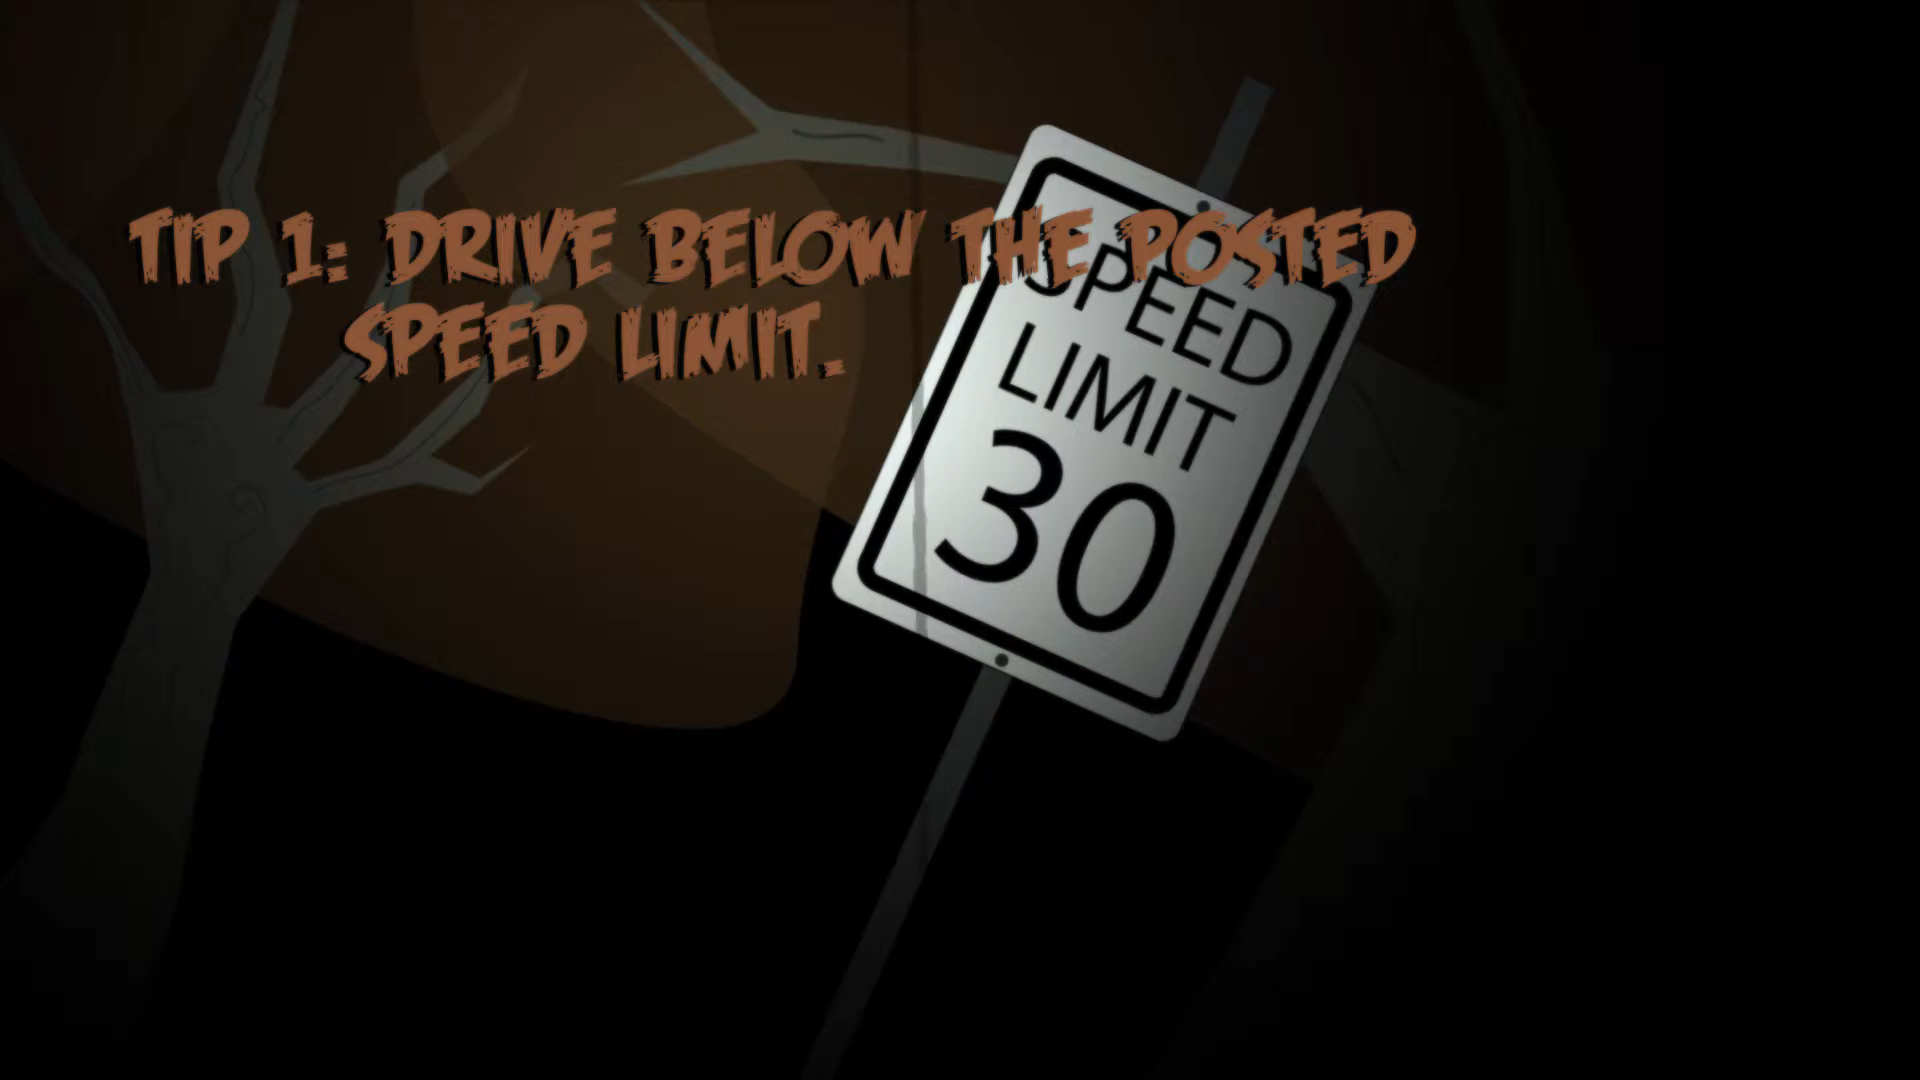 TIP 1: DRIVE BELOW THE POSTED
SPEED LIMIT.
SPEED
LIMIT
30